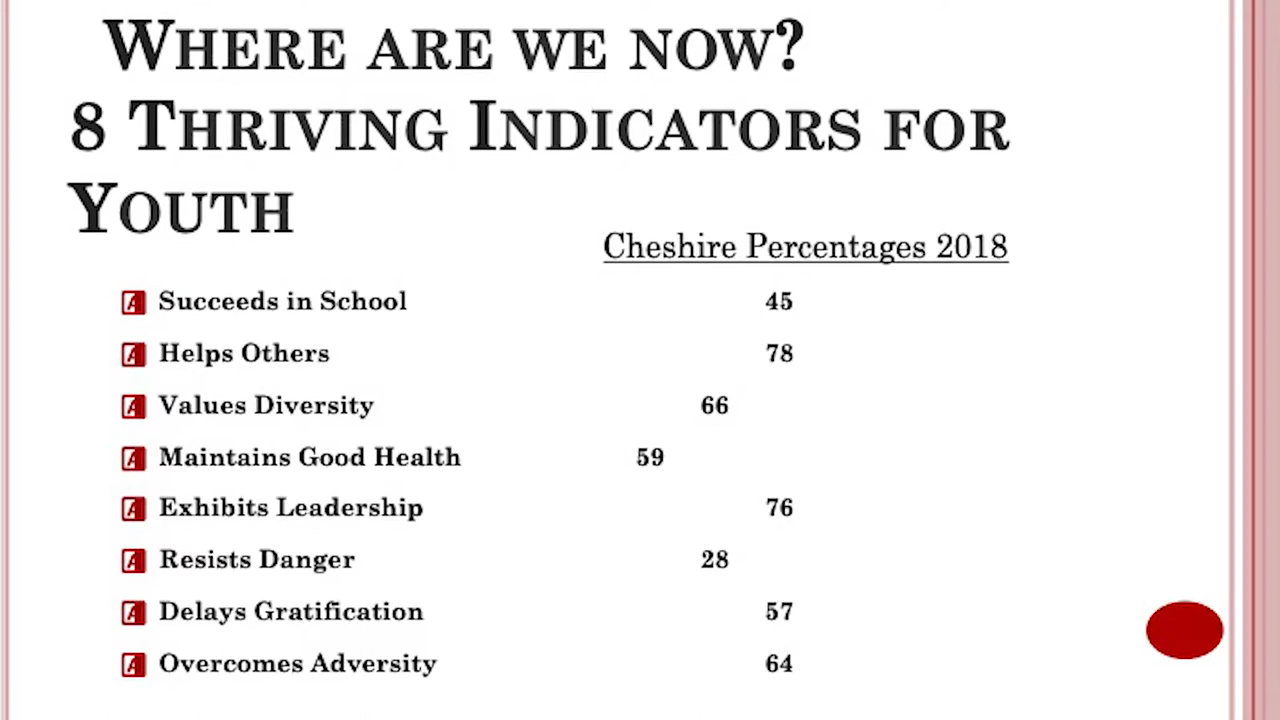 WHERE ARE WE NOW?
8 THRIVING INDICATORS FOR
YOUTH
Cheshire Percentages 2018
Succeeds in School 45
Helps Others 78
Values Diversity 66
Maintains Good Health 59
Exhibits Leadership 76
Resists Danger 28
Delays Gratification 57
Overcomes Adversity 64